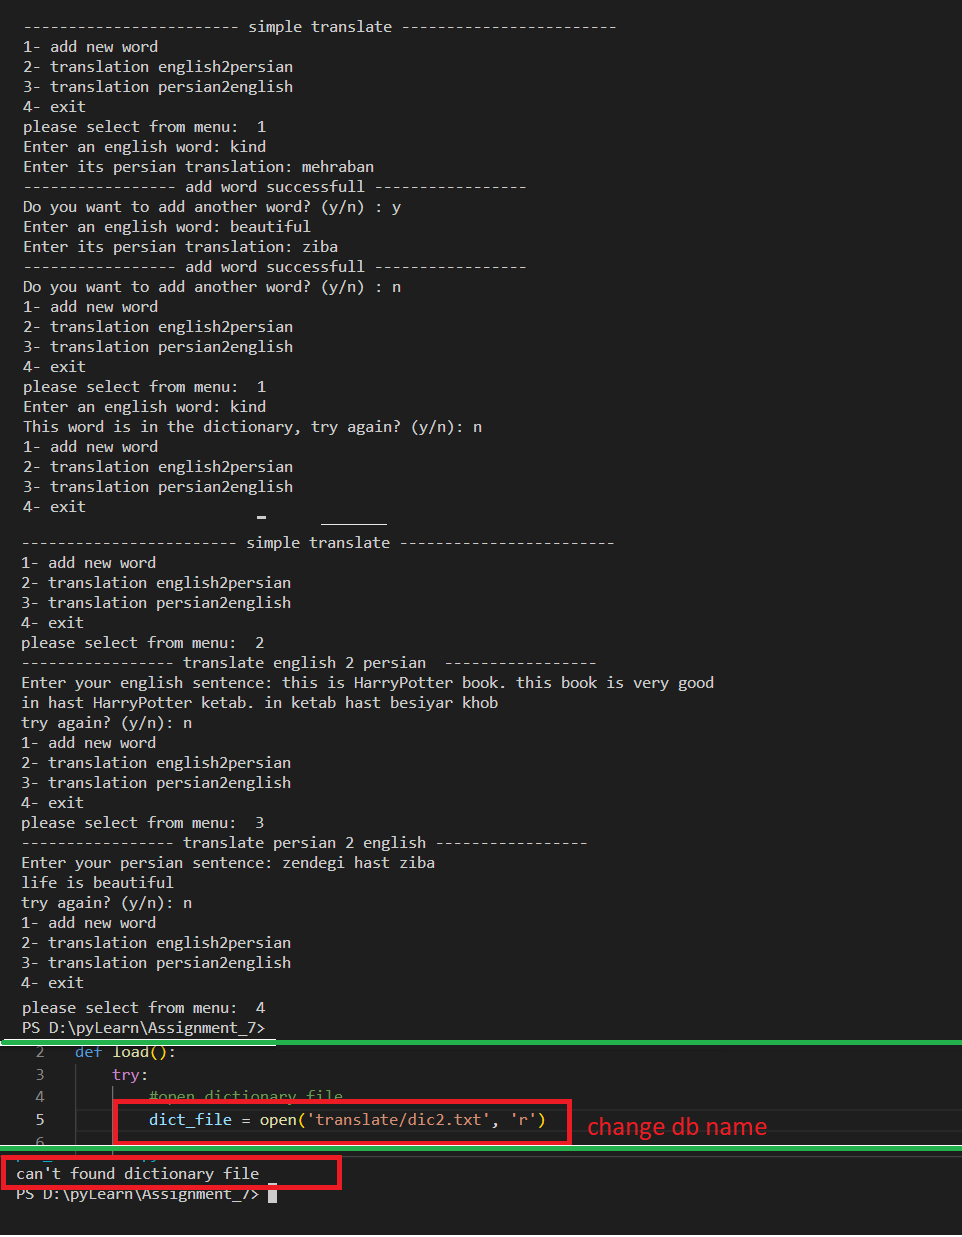 ------------------------ simple translate ------------------------
1- add new word
2- translation english2persian
3- translation persian2english
4- exit
please select from menu:  1
Enter an english word: kind
Enter its persian translation: mehraban
----------------- add word successfull -----------------
Do you want to add another word? (y/n) : y
Enter an english word: beautiful
Enter its persian translation: ziba
----------------- add word successfull -----------------
Do you want to add another word? (y/n) : n
1- add new word
2- translation english2persian
3- translation persian2english
4- exit
please select from menu:  1
Enter an english word: kind
This word is in the dictionary, try again? (y/n): n
1- add new word
2- translation english2persian
3- translation persian2english
4- exit
------------------------ simple translate ------------------------
1- add new word
2- translation english2persian
3- translation persian2english
4- exit
please select from menu:  2
----------------- translate english 2 persian  -----------------
Enter your english sentence: this is HarryPotter book. this book is very good
in hast HarryPotter ketab. in ketab hast besiyar khob
try again? (y/n): n
1- add new word
2- translation english2persian
3- translation persian2english
4- exit
please select from menu:  3
----------------- translate persian 2 english -----------------
Enter your persian sentence: zendegi hast ziba
life is beautiful
try again? (y/n): n
1- add new word
2- translation english2persian
3- translation persian2english
4- exit
please select from menu:  4
PS D:\pyLearn\Assignment_7>
2 def load():
3 try:
4 #open dictionary file
5 dict_file = open('translate/dic2.txt', 'r') change db name
6
can't found dictionary file
PS D:\pyLearn\Assignment_7>